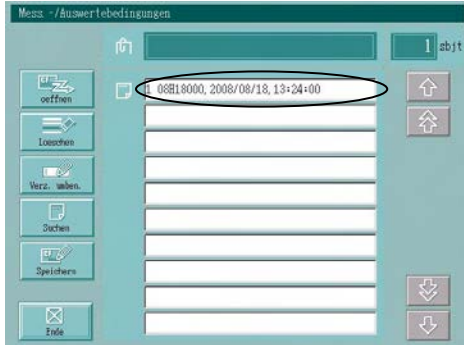 Mess -/Auswertebedingungen
1 sbjt
oeffnen
1 08H18000, 2008/08/18, 13:24:00
Loeschen
Verz. umben.
Suchen
Speichern
Ende